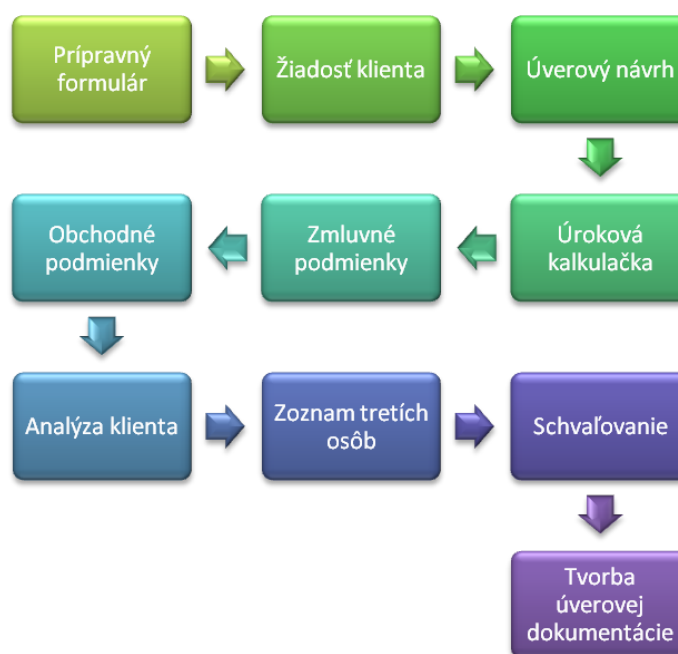 Prípravný
formulár
Žiadosť klienta
Úverový návrh
Úroková
kalkulačka
Zmluvné
podmienky
Obchodné
podmienky
Analýza klienta
Zoznam tretích
osôb
Schvaľovanie
Tvorba
úverovej
dokumentácie